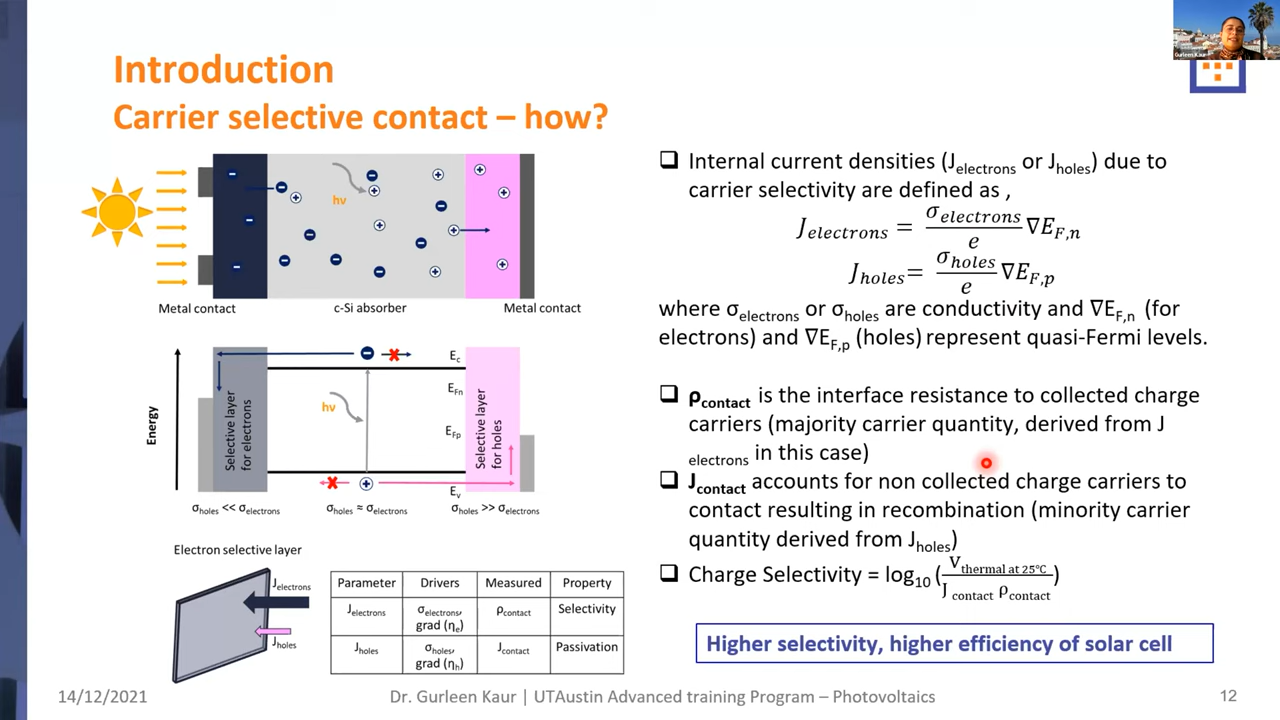 Introduction
Carrier selective contact – how?
Gurleen Kaur
hν
Metal contact
c-Si absorber
Metal contact
Energy
Selective layer
for electrons
hν
E_c
E_Fn
E_Fp
E_v
Selective layer
for holes
σ_holes << σ_electrons
σ_holes ≈ σ_electrons
σ_holes >> σ_electrons
Electron selective layer
J_electrons
J_holes
Parameter Drivers Measured Property
J_electrons σ_electrons, grad (η_e) ρ_contact Selectivity
J_holes σ_holes, grad (η_h) J_contact Passivation
❑ Internal current densities (J_electrons or J_holes) due to
carrier selectivity are defined as ,
J_electrons = σ_electrons/e ∇E_F,n
J_holes = σ_holes/e ∇E_F,p
where σ_electrons or σ_holes are conductivity and ∇E_F,n (for
electrons) and ∇E_F,p (holes) represent quasi-Fermi levels.
❑ ρ_contact is the interface resistance to collected charge
carriers (majority carrier quantity, derived from J
_electrons in this case)
❑ J_contact accounts for non collected charge carriers to
contact resulting in recombination (minority carrier
quantity derived from J_holes)
❑ Charge Selectivity = log_10 (V_thermal at 25℃ / J_contact ρ_contact)
Higher selectivity, higher efficiency of solar cell
14/12/2021
Dr. Gurleen Kaur | UTAustin Advanced training Program – Photovoltaics
12